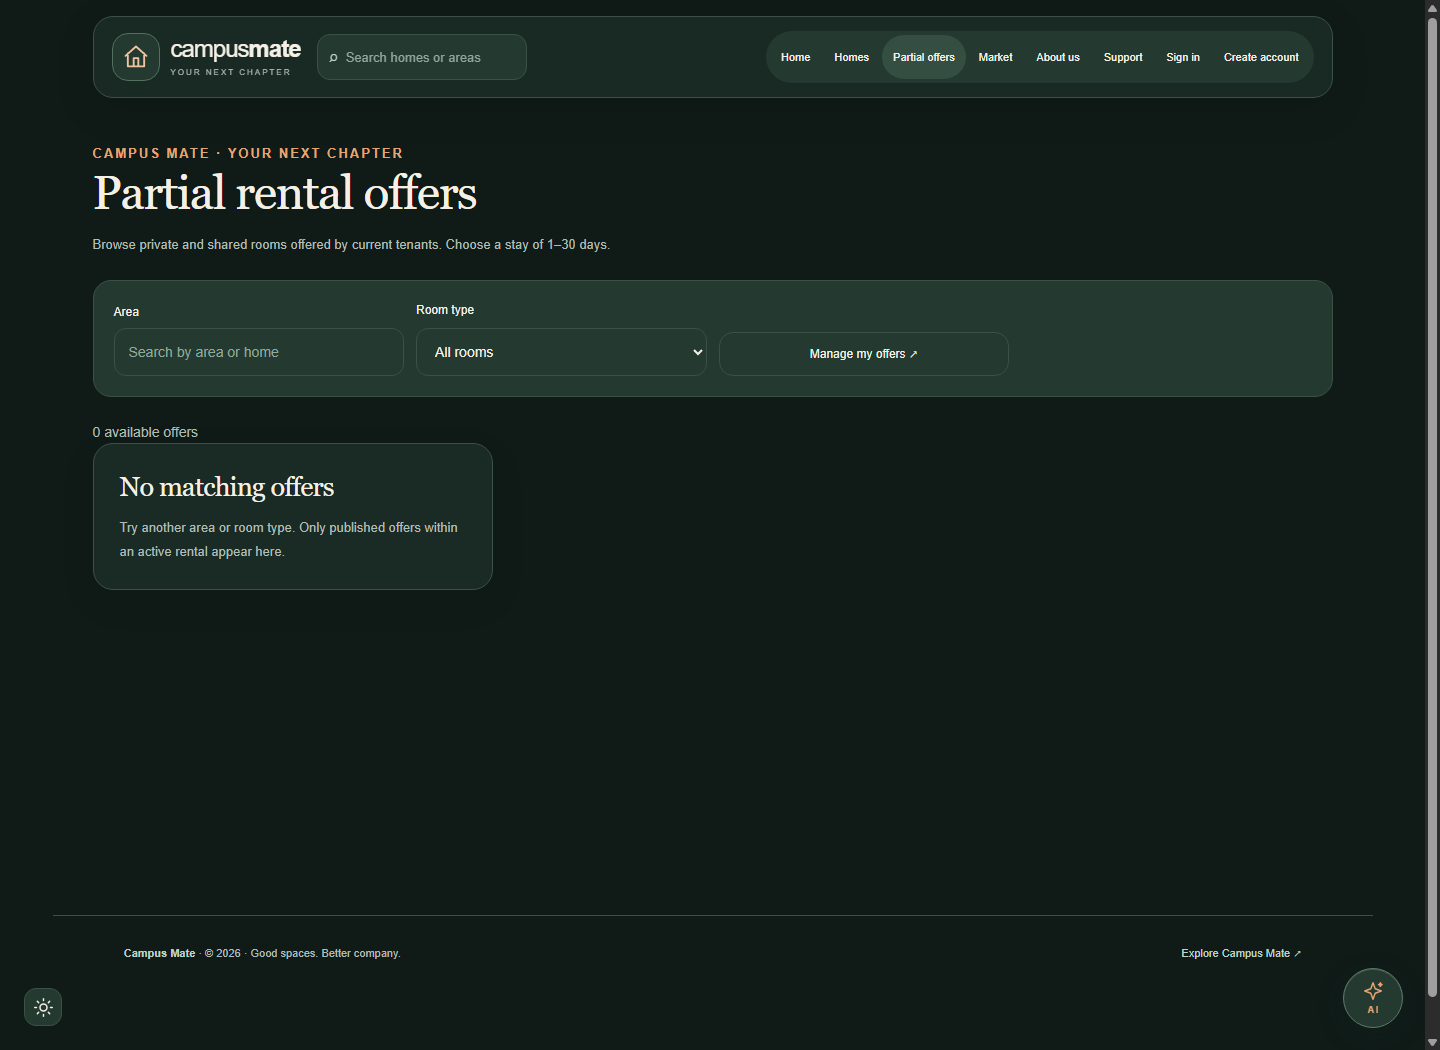 campusmate
YOUR NEXT CHAPTER
Search homes or areas
Home
Homes
Partial offers
Market
About us
Support
Sign in
Create account
CAMPUS MATE · YOUR NEXT CHAPTER
Partial rental offers
Browse private and shared rooms offered by current tenants. Choose a stay of 1–30 days.
Area
Room type
Search by area or home
All rooms
Manage my offers ↗
0 available offers
No matching offers
Try another area or room type. Only published offers within
an active rental appear here.
Campus Mate · © 2026 · Good spaces. Better company.
Explore Campus Mate ↗
AI